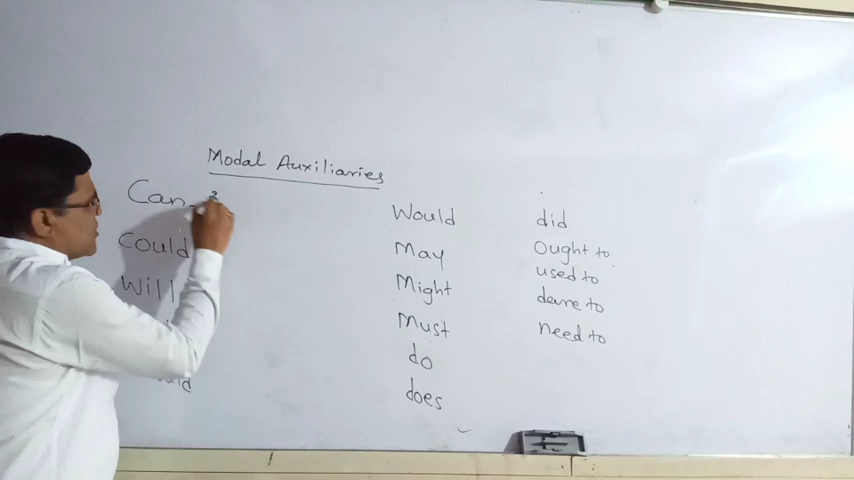 Modal Auxiliaries
Can
Could
Will
Would
May
Might
Must
do
does
did
Ought to
used to
dare to
need to